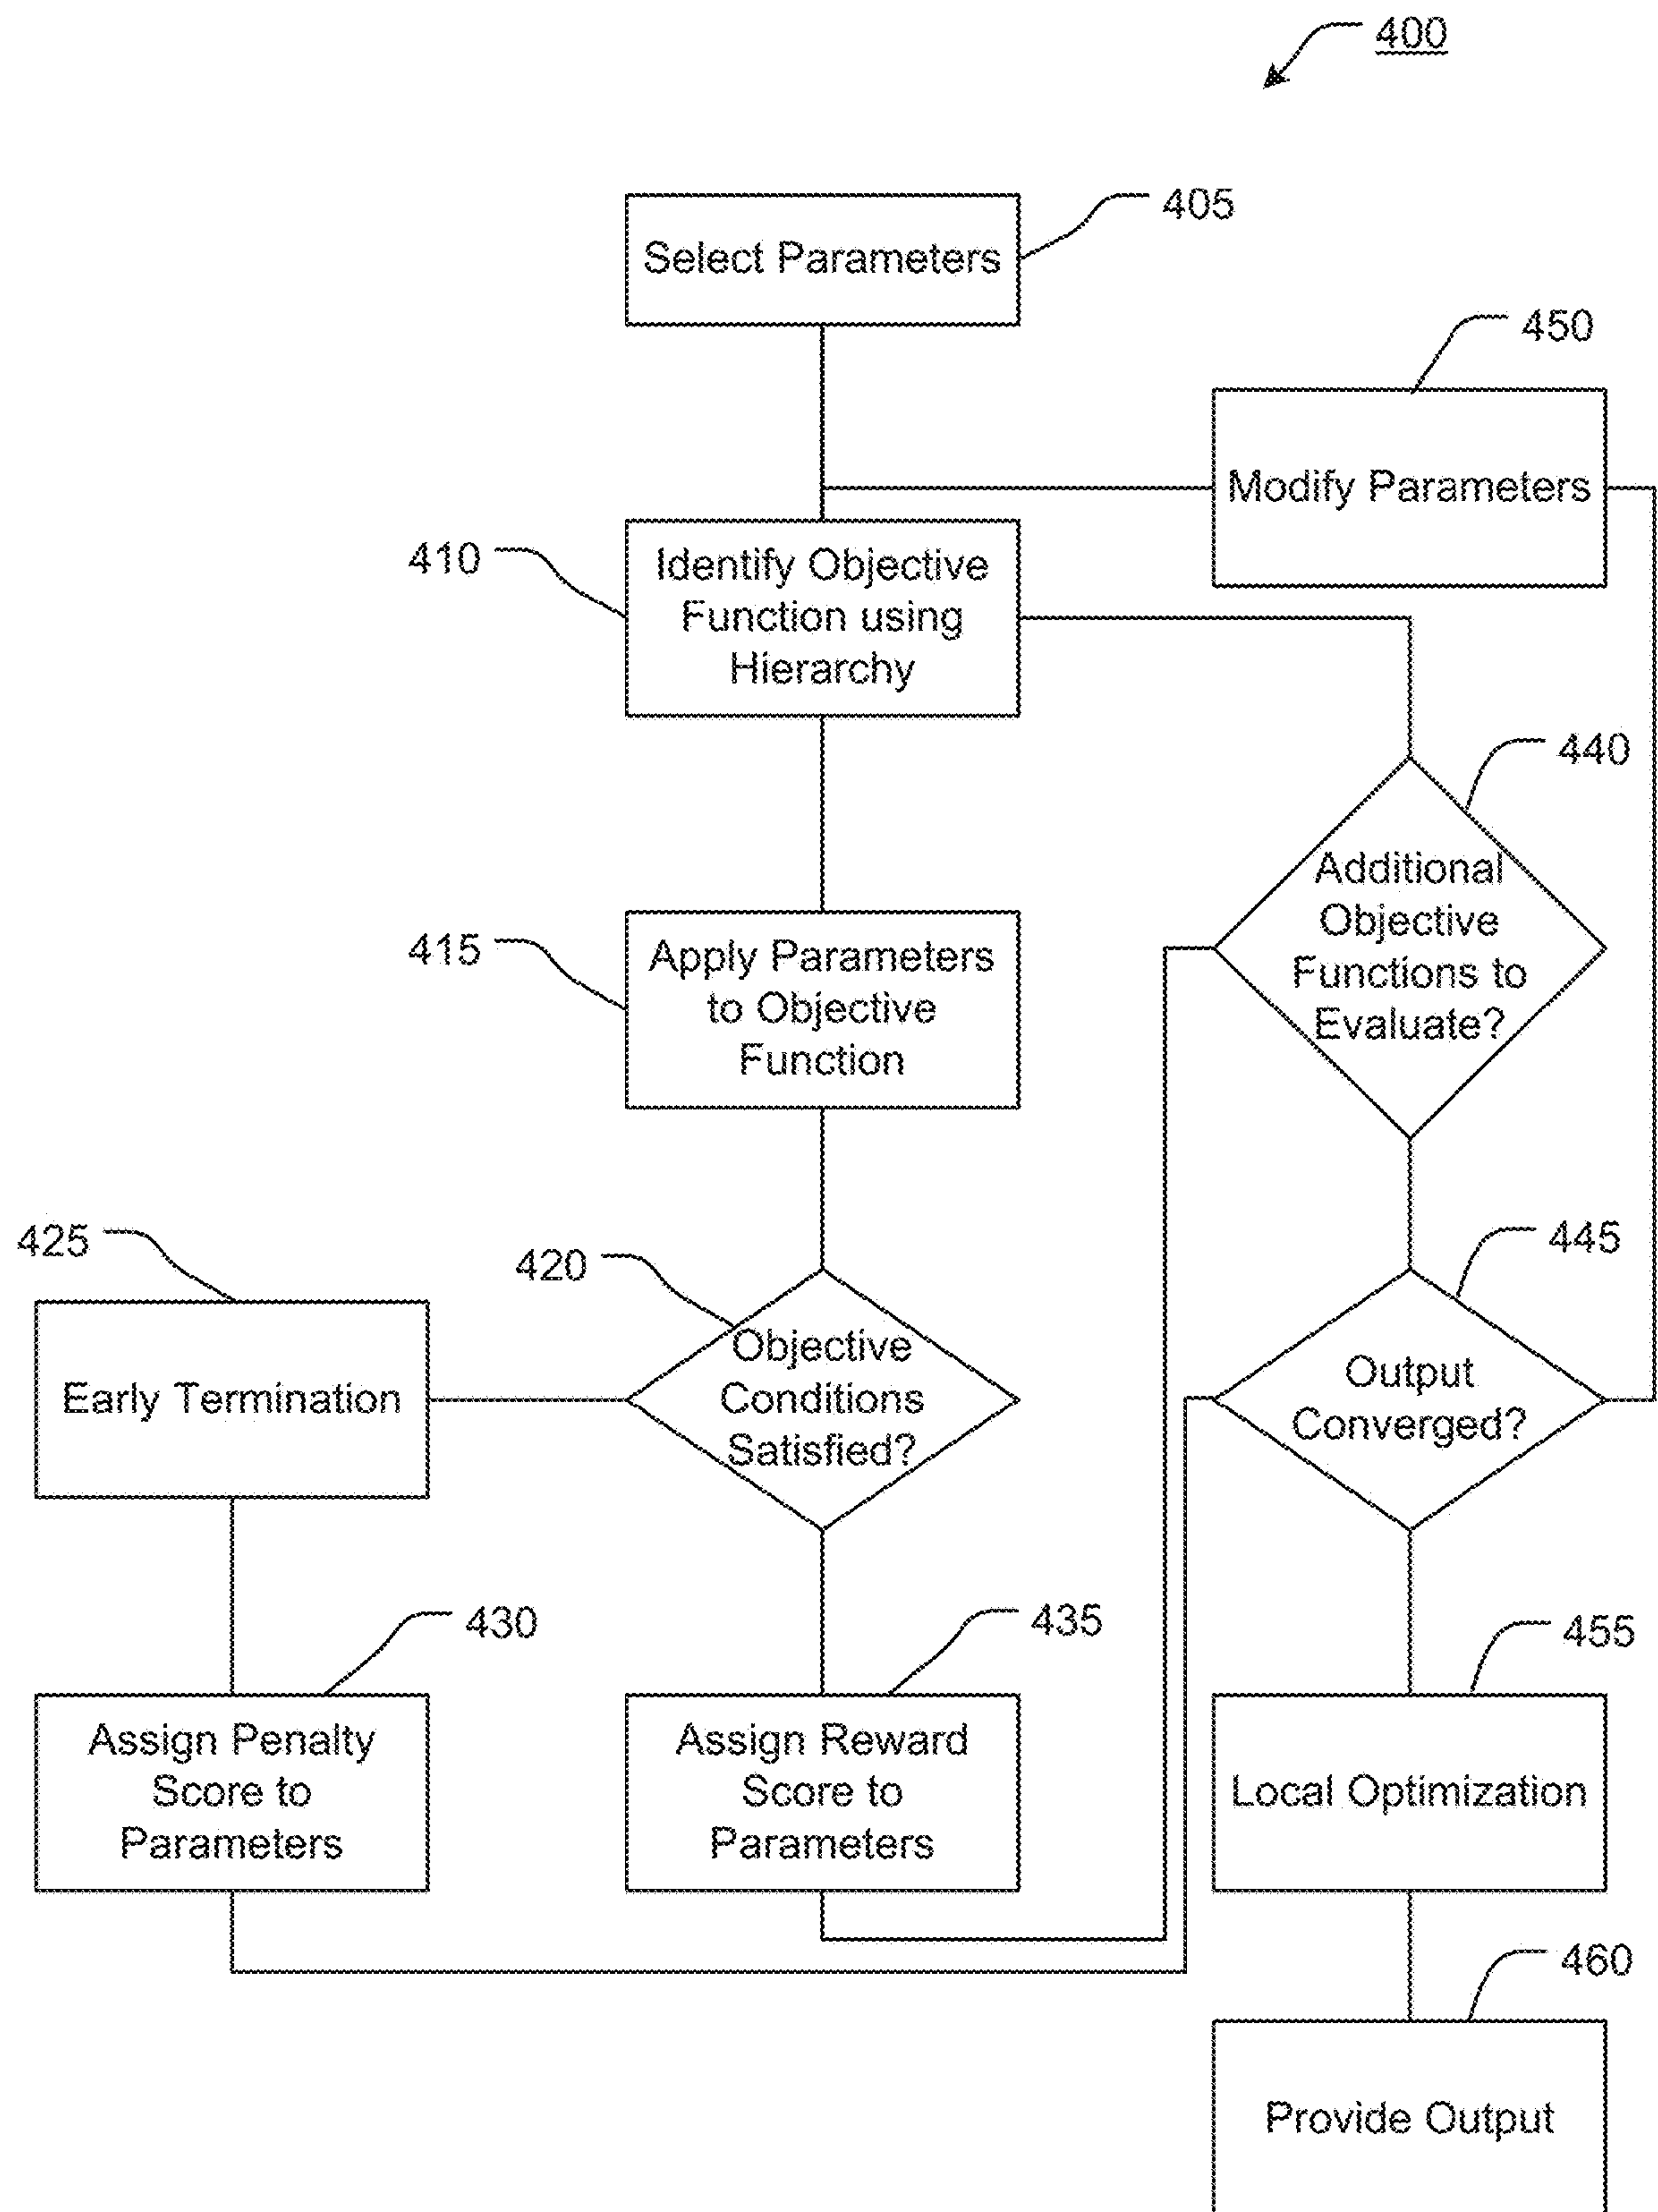 400
Select Parameters
405
450
Modify Parameters
410
Identify Objective
Function using
Hierarchy
440
Additional
Objective
Functions to
Evaluate?
415
Apply Parameters
to Objective
Function
425
Early Termination
420
Objective
Conditions
Satisfied?
445
Output
Converged?
430
Assign Penalty
Score to
Parameters
435
Assign Reward
Score to
Parameters
455
Local Optimization
460
Provide Output